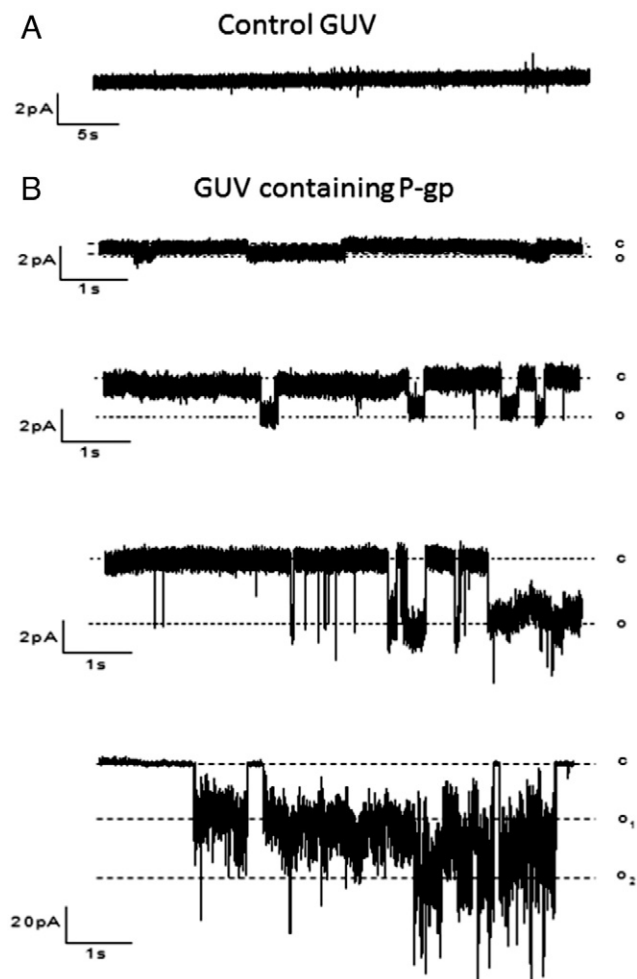 A
Control GUV
2pA
5s
B
GUV containing P-gp
c
o
2pA
1s
c
o
2pA
1s
c
o
2pA
1s
c
o1
o2
20pA
1s